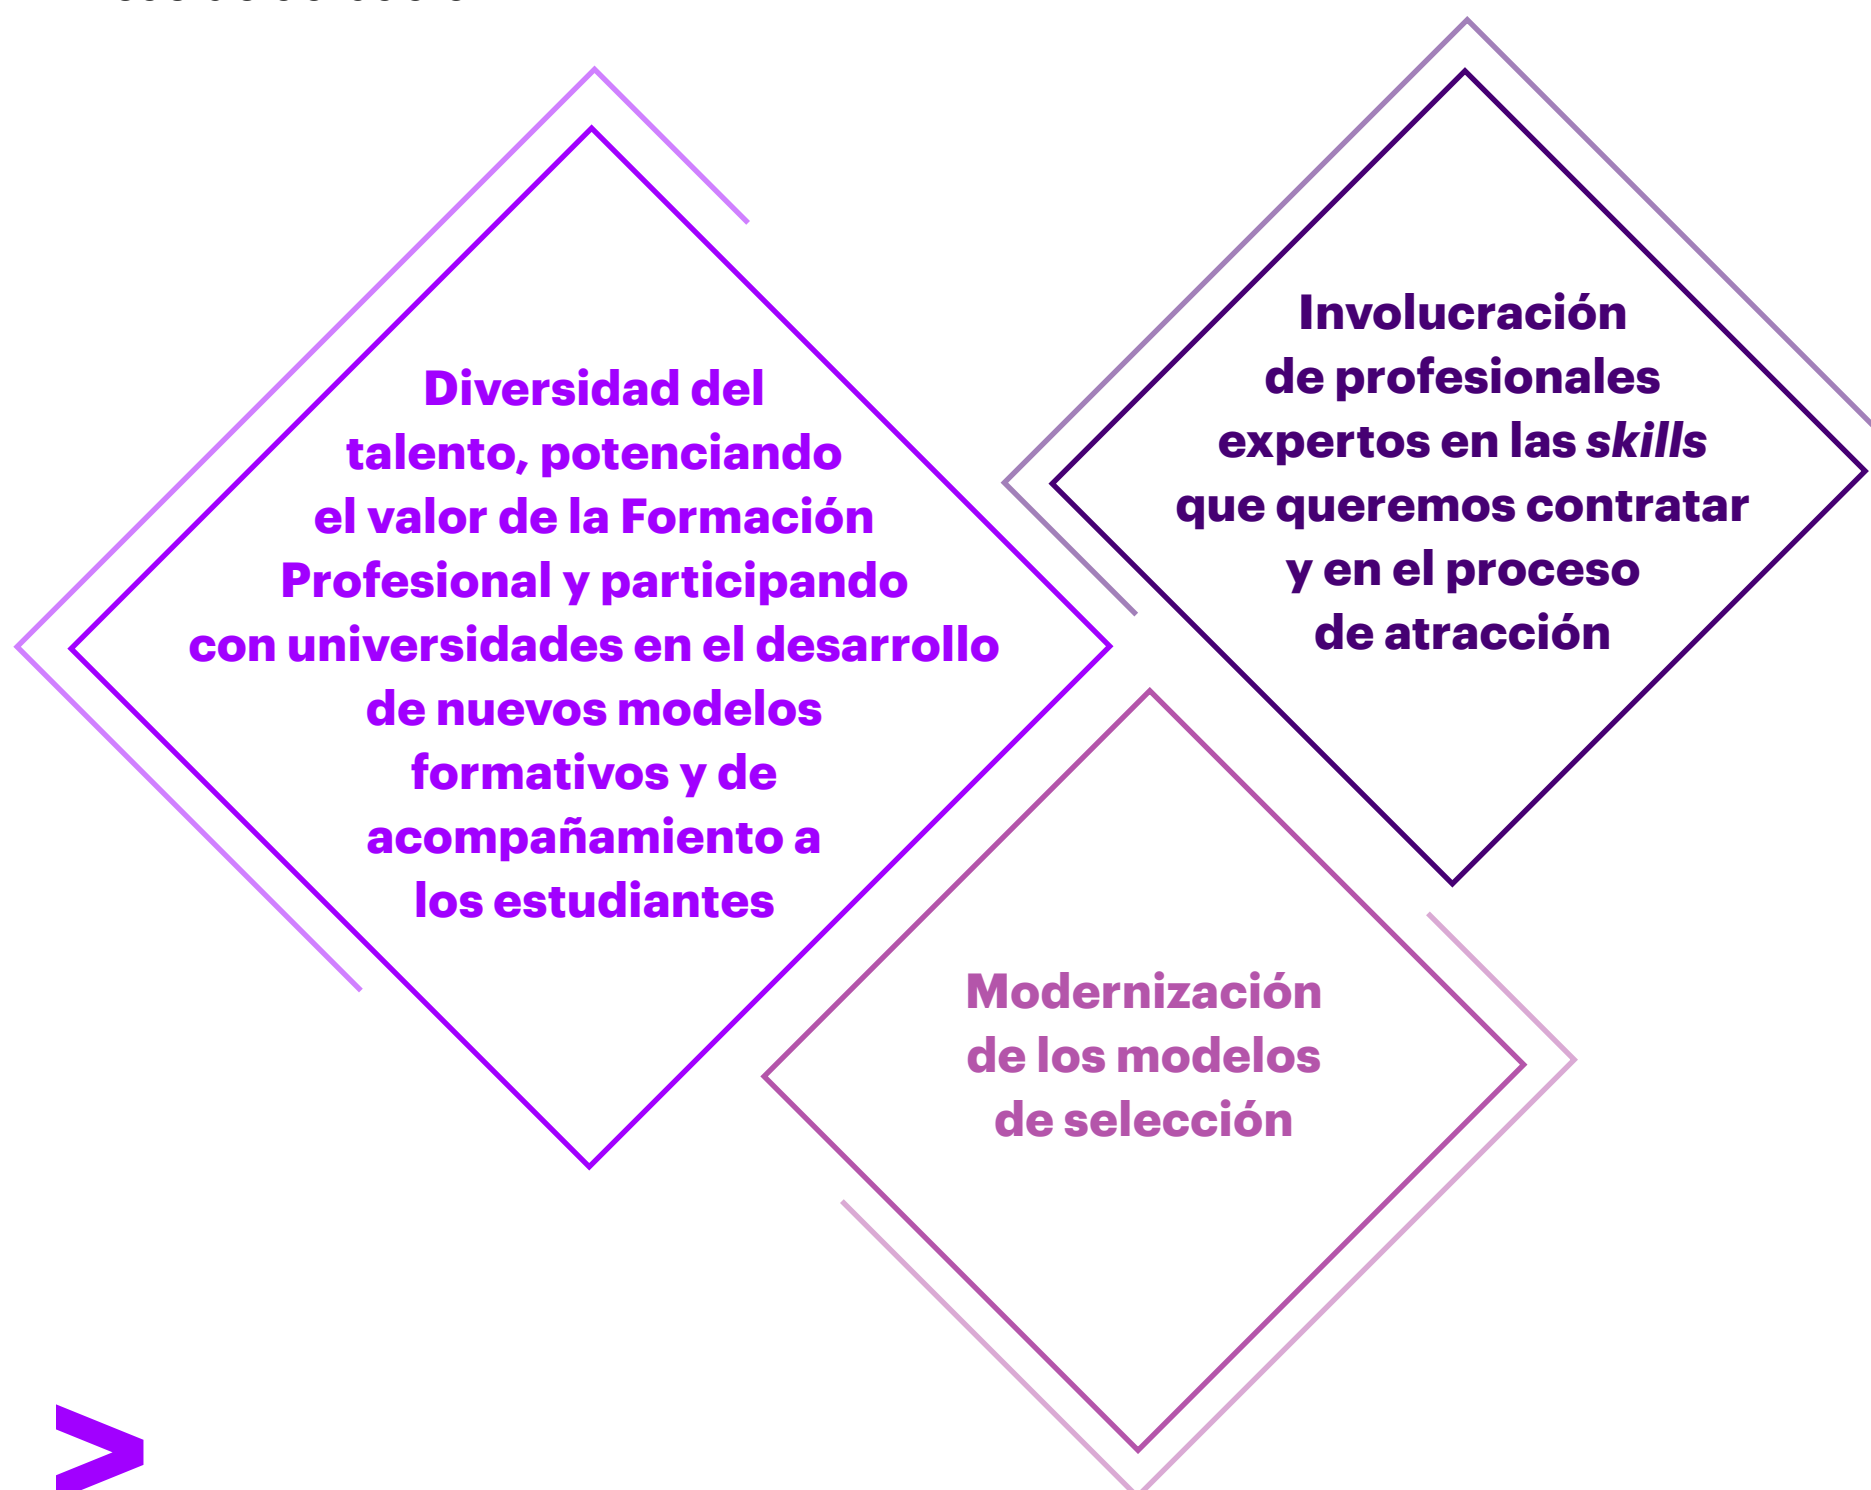 Diversidad del
talento, potenciando
el valor de la Formación
Profesional y participando
con universidades en el desarrollo
de nuevos modelos
formativos y de
acompañamiento a
los estudiantes
Involucración
de profesionales
expertos en las skills
que queremos contratar
y en el proceso
de atracción
Modernización
de los modelos
de selección
>